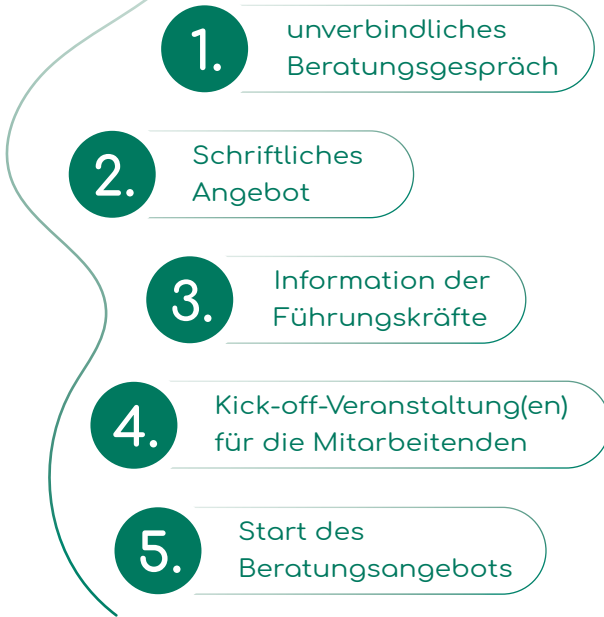 1.
unverbindliches
Beratungsgespräch
2.
Schriftliches
Angebot
3.
Information der
Führungskräfte
4.
Kick-off-Veranstaltung(en)
für die Mitarbeitenden
5.
Start des
Beratungsangebots